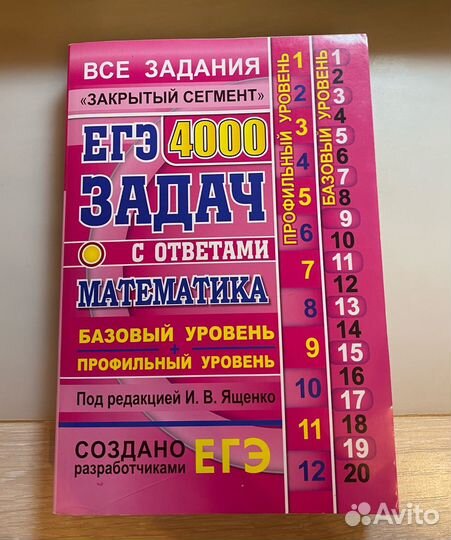 ВСЕ ЗАДАНИЯ
«ЗАКРЫТЫЙ СЕГМЕНТ»
ЕГЭ 4000
ЗАДАЧ
С ОТВЕТАМИ
МАТЕМАТИКА
БАЗОВЫЙ УРОВЕНЬ
+
ПРОФИЛЬНЫЙ УРОВЕНЬ
Под редакцией И. В. Ященко
СОЗДАНО
разработчиками ЕГЭ
ПРОФИЛЬНЫЙ УРОВЕНЬ
1
2
3
4
5
6
7
8
9
10
11
12
БАЗОВЫЙ УРОВЕНЬ
1
2
3
4
5
6
7
8
9
10
11
12
13
14
15
16
17
18
19
20
Avito